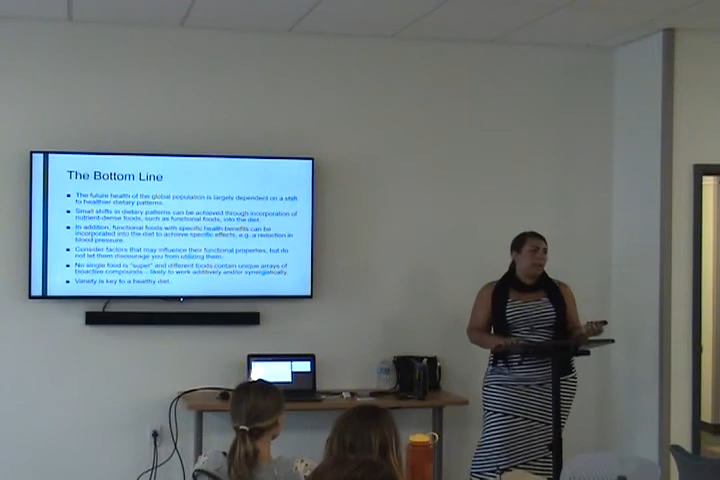 The Bottom Line
The future health of the global population is largely dependent on a shift
to healthier dietary patterns.
Small shifts in dietary patterns can be achieved through incorporation of
nutrient-dense foods, such as functional foods, into the diet.
In addition, functional foods with specific health benefits can be
incorporated into the diet to achieve specific effects, e.g. a reduction in
blood pressure.
Consider factors that may influence their functional properties, but do
not let them discourage you from utilizing them.
No single food is "super" and different foods contain unique arrays of
bioactive compounds – likely to work additively and/or synergistically.
Variety is key to a healthy diet.